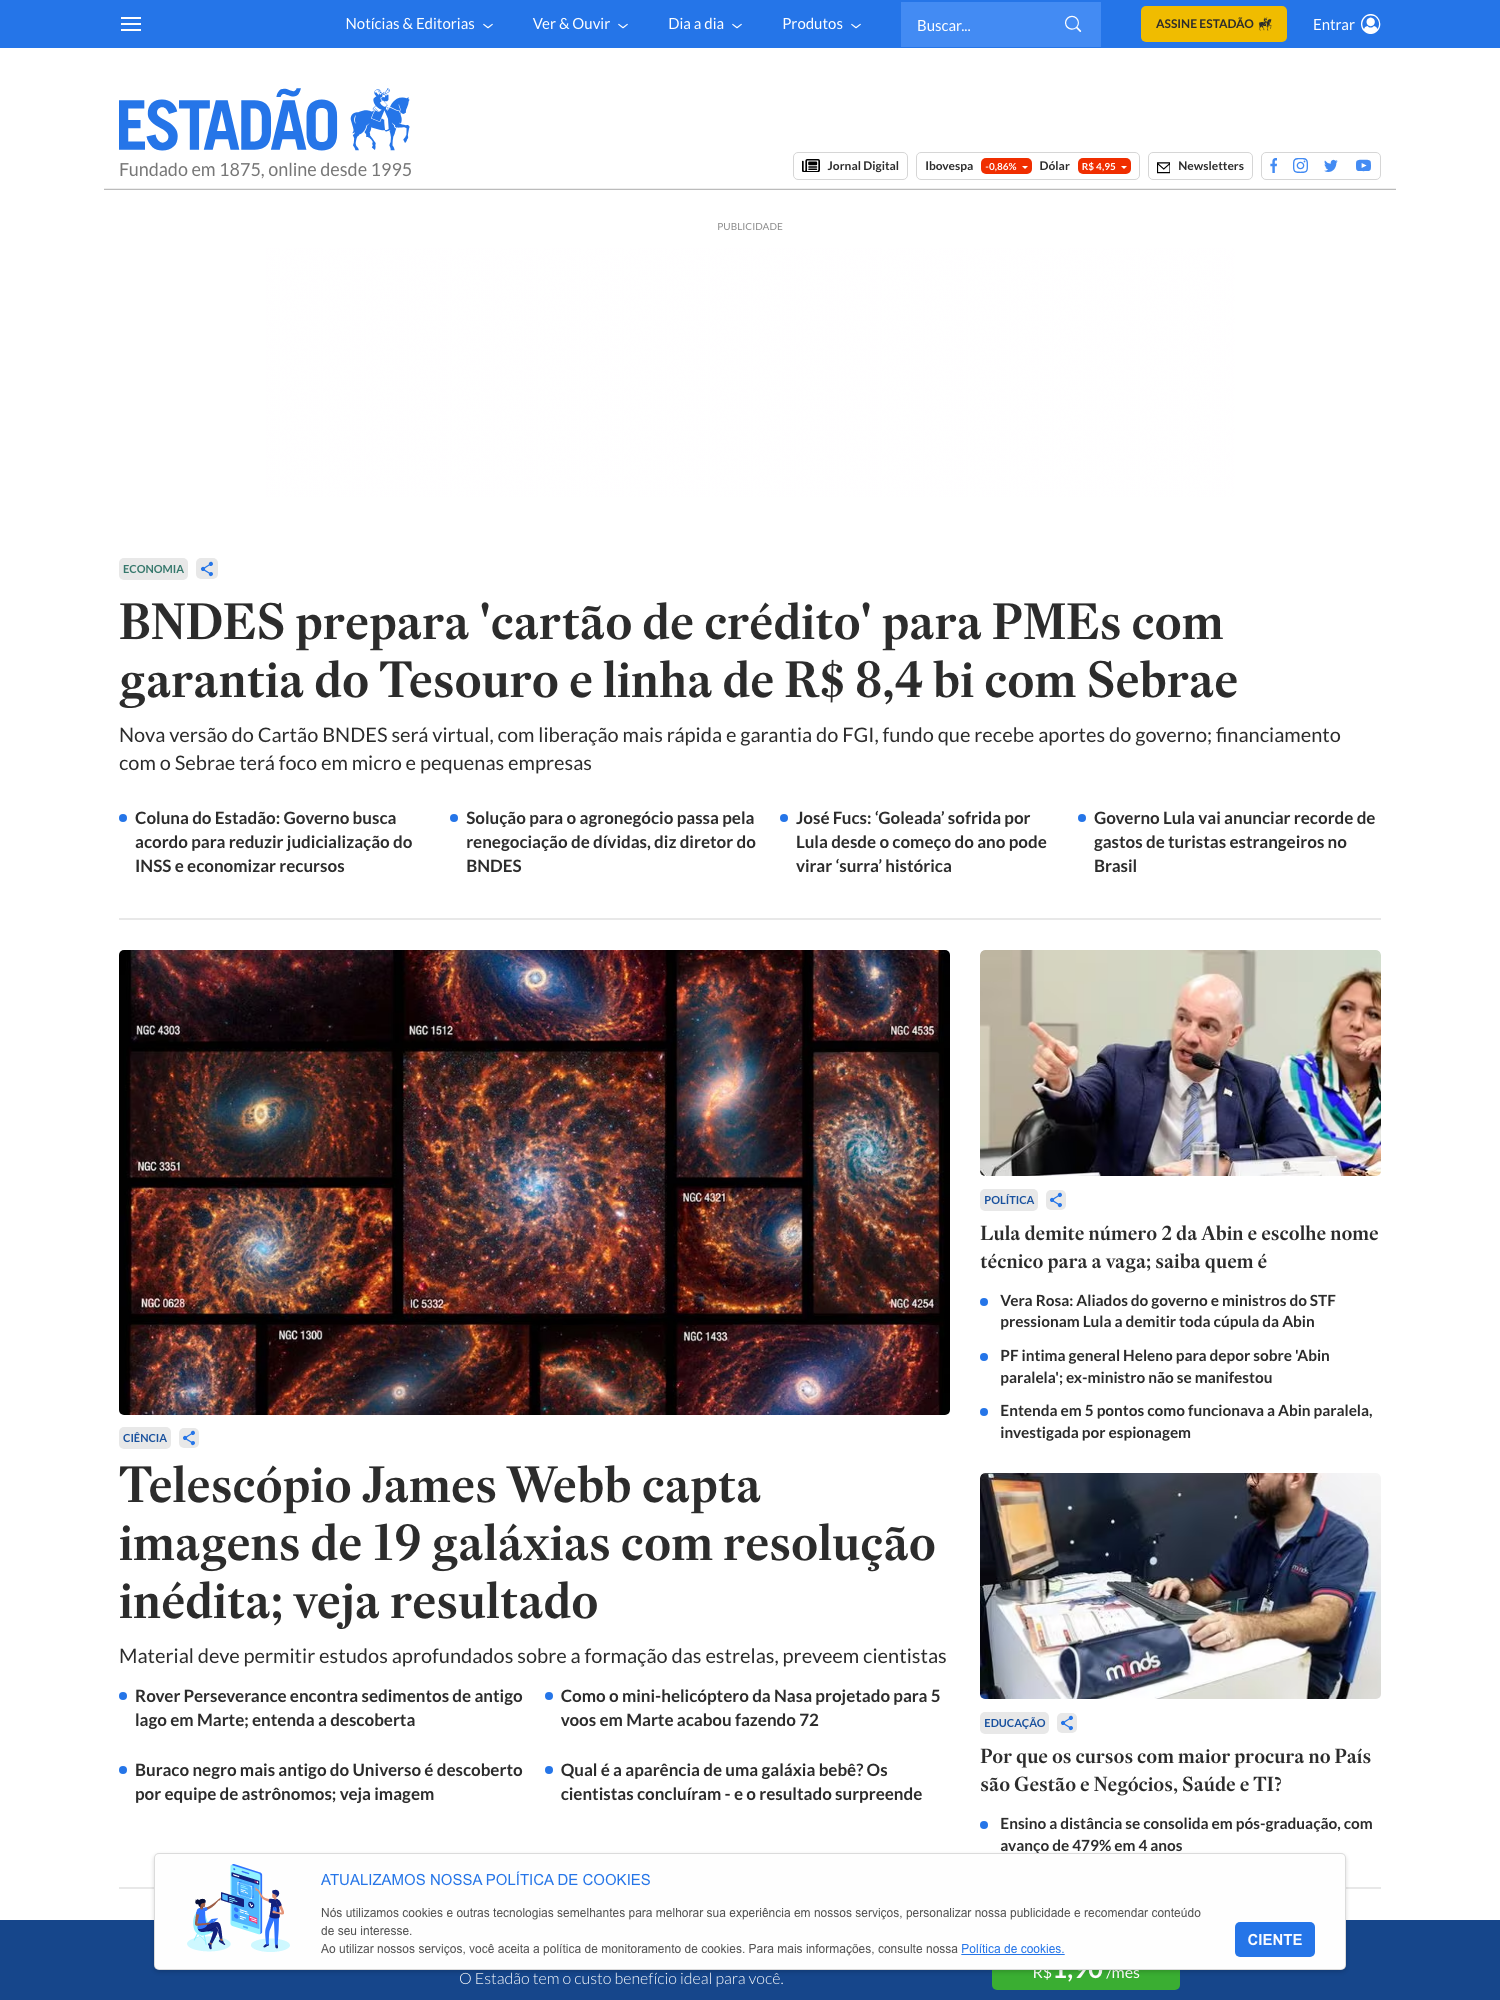 Notícias & Editorias
Ver & Ouvir
Dia a dia
Produtos
Buscar...
ASSINE ESTADÃO
Entrar
ESTADÃO
Fundado em 1875, online desde 1995
Jornal Digital
Ibovespa -0,86% Dólar R$ 4,95
Newsletters
PUBLICIDADE
ECONOMIA
BNDES prepara 'cartão de crédito' para PMEs com
garantia do Tesouro e linha de R$ 8,4 bi com Sebrae
Nova versão do Cartão BNDES será virtual, com liberação mais rápida e garantia do FGI, fundo que recebe aportes do governo; financiamento
com o Sebrae terá foco em micro e pequenas empresas
Coluna do Estadão: Governo busca
acordo para reduzir judicialização do
INSS e economizar recursos
Solução para o agronegócio passa pela
renegociação de dívidas, diz diretor do
BNDES
José Fucs: ‘Goleada’ sofrida por
Lula desde o começo do ano pode
virar ‘surra’ histórica
Governo Lula vai anunciar recorde de
gastos de turistas estrangeiros no
Brasil
NGC 4303
NGC 1512
NGC 4535
NGC 3351
NGC 4321
NGC 0628
IC 5332
NGC 4254
NGC 1300
NGC 1433
CIÊNCIA
Telescópio James Webb capta
imagens de 19 galáxias com resolução
inédita; veja resultado
Material deve permitir estudos aprofundados sobre a formação das estrelas, preveem cientistas
Rover Perseverance encontra sedimentos de antigo
lago em Marte; entenda a descoberta
Como o mini-helicóptero da Nasa projetado para 5
voos em Marte acabou fazendo 72
Buraco negro mais antigo do Universo é descoberto
por equipe de astrônomos; veja imagem
Qual é a aparência de uma galáxia bebê? Os
cientistas concluíram - e o resultado surpreende
POLÍTICA
Lula demite número 2 da Abin e escolhe nome
técnico para a vaga; saiba quem é
Vera Rosa: Aliados do governo e ministros do STF
pressionam Lula a demitir toda cúpula da Abin
PF intima general Heleno para depor sobre 'Abin
paralela'; ex-ministro não se manifestou
Entenda em 5 pontos como funcionava a Abin paralela,
investigada por espionagem
minds
minds
EDUCAÇÃO
Por que os cursos com maior procura no País
são Gestão e Negócios, Saúde e TI?
Ensino a distância se consolida em pós-graduação, com
avanço de 479% em 4 anos
ATUALIZAMOS NOSSA POLÍTICA DE COOKIES
Nós utilizamos cookies e outras tecnologias semelhantes para melhorar sua experiência em nossos serviços, personalizar nossa publicidade e recomendar conteúdo
de seu interesse.
Ao utilizar nossos serviços, você aceita a política de monitoramento de cookies. Para mais informações, consulte nossa Política de cookies.
CIENTE
O Estadão tem o custo benefício ideal para você.
R$ 1,90 /mês